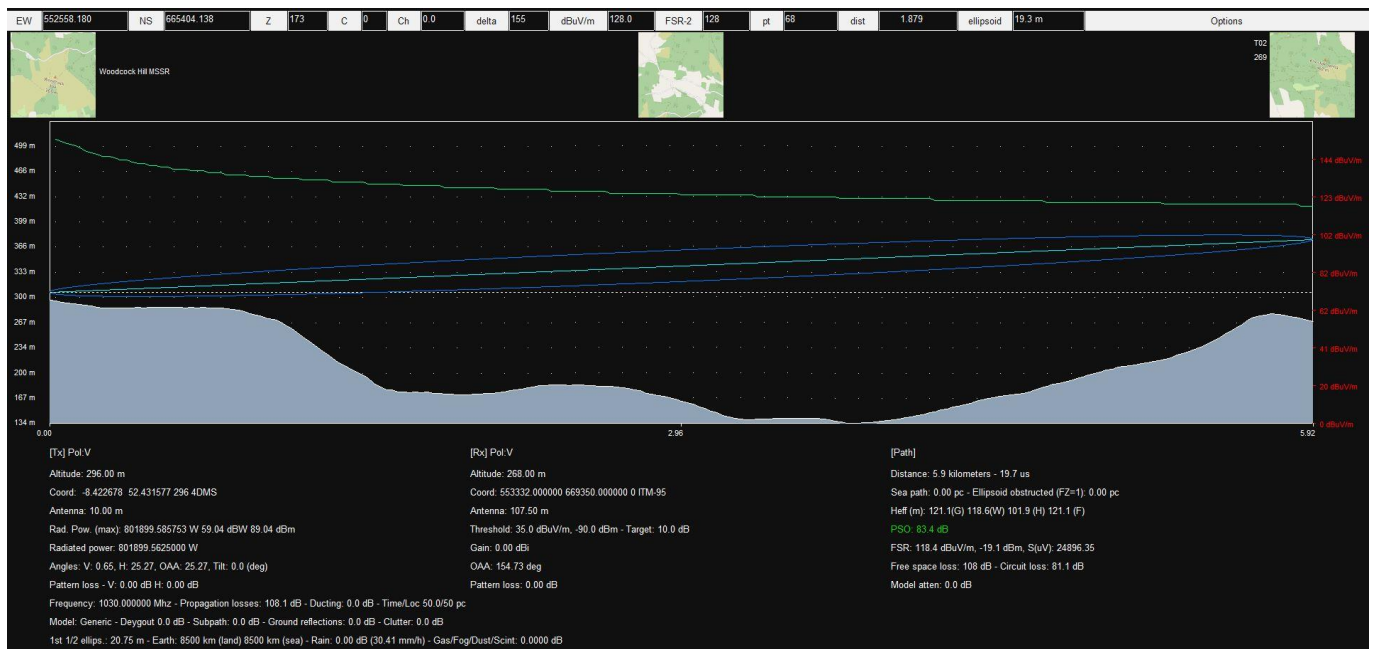 EW 552558.180 NS 665404.138 Z 173 C 0 Ch 0.0 delta 155 dBuV/m 128.0 FSR-2 128 pt 68 dist 1.879 ellipsoid 19.3 m Options
Woodcock Hill MSSR
T02
269
499 m
466 m
432 m
399 m
366 m
333 m
300 m
267 m
234 m
200 m
167 m
134 m
144 dBuV/m
123 dBuV/m
102 dBuV/m
82 dBuV/m
62 dBuV/m
41 dBuV/m
20 dBuV/m
0 dBuV/m
0.00 2.96 5.92
[Tx] Pol:V
Altitude: 296.00 m
Coord: -8.422678 52.431577 296 4DMS
Antenna: 10.00 m
Rad. Pow. (max): 801899.585753 W 59.04 dBW 89.04 dBm
Radiated power: 801899.5625000 W
Angles: V: 0.65, H: 25.27, OAA: 25.27, Tilt: 0.0 (deg)
Pattern loss - V: 0.00 dB H: 0.00 dB
Frequency: 1030.000000 Mhz - Propagation losses: 108.1 dB - Ducting: 0.0 dB - Time/Loc 50.0/50 pc
Model: Generic - Deygout 0.0 dB - Subpath: 0.0 dB - Ground reflections: 0.0 dB - Clutter: 0.0 dB
1st 1/2 ellips.: 20.75 m - Earth: 8500 km (land) 8500 km (sea) - Rain: 0.00 dB (30.41 mm/h) - Gas/Fog/Dust/Scint: 0.0000 dB
[Rx] Pol:V
Altitude: 268.00 m
Coord: 553332.000000 669350.000000 0 ITM-95
Antenna: 107.50 m
Threshold: 35.0 dBuV/m, -90.0 dBm - Target: 10.0 dB
Gain: 0.00 dBi
OAA: 154.73 deg
Pattern loss: 0.00 dB
[Path]
Distance: 5.9 kilometers - 19.7 us
Sea path: 0.00 pc - Ellipsoid obstructed (FZ=1): 0.00 pc
Heff (m): 121.1(G) 118.6(W) 101.9 (H) 121.1 (F)
PSO: 83.4 dB
FSR: 118.4 dBuV/m, -19.1 dBm, S(uV): 24896.35
Free space loss: 108 dB - Circuit loss: 81.1 dB
Model atten: 0.0 dB